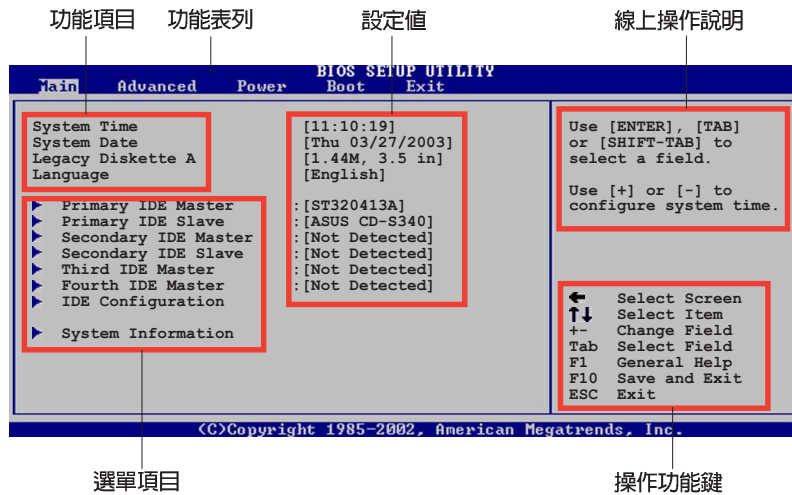 功能項目 功能表列 設定值 線上操作說明
BIOS SETUP UTILITY
Main Advanced Power Boot Exit
System Time [11:10:19]
System Date [Thu 03/27/2003]
Legacy Diskette A [1.44M, 3.5 in]
Language [English]
Primary IDE Master :[ST320413A]
Primary IDE Slave :[ASUS CD-S340]
Secondary IDE Master :[Not Detected]
Secondary IDE Slave :[Not Detected]
Third IDE Master :[Not Detected]
Fourth IDE Master :[Not Detected]
IDE Configuration
System Information
Use [ENTER], [TAB]
or [SHIFT-TAB] to
select a field.
Use [+] or [-] to
configure system time.
← Select Screen
↑↓ Select Item
+- Change Field
Tab Select Field
F1 General Help
F10 Save and Exit
ESC Exit
(C)Copyright 1985-2002, American Megatrends, Inc.
選單項目 操作功能鍵